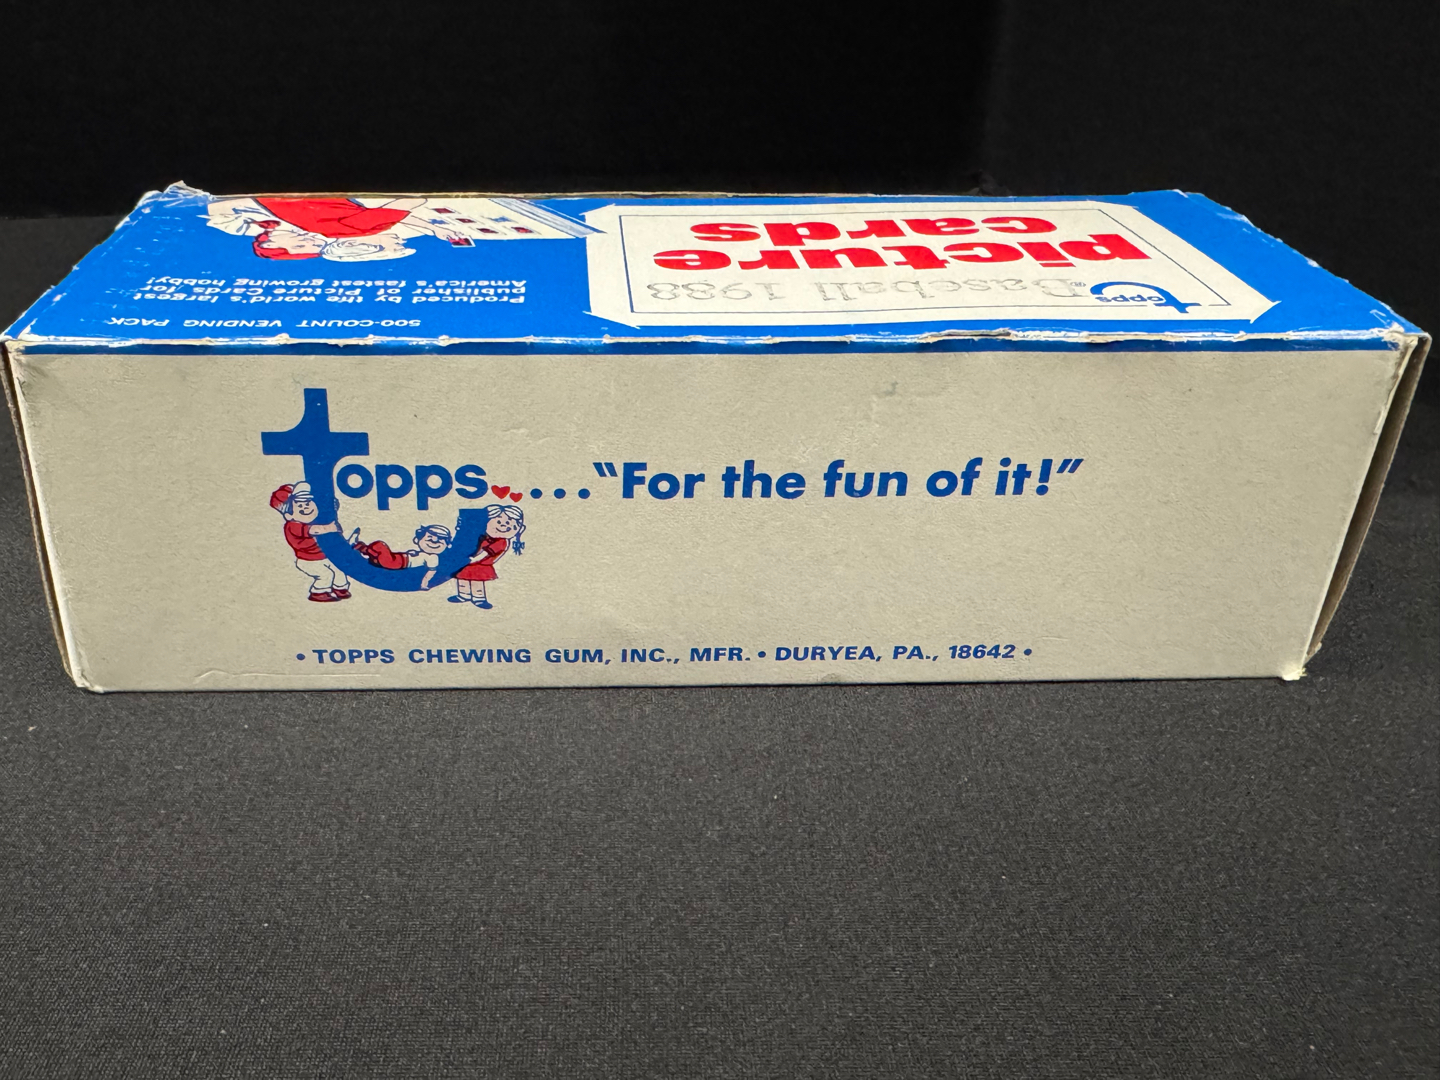 topps
Baseball 1988
picture
cards
500-COUNT VENDING PACK
Produced by the world's largest
publisher of Picture Cards for
America's fastest growing hobby!
topps....."For the fun of it!"
• TOPPS CHEWING GUM, INC., MFR. • DURYEA, PA., 18642 •